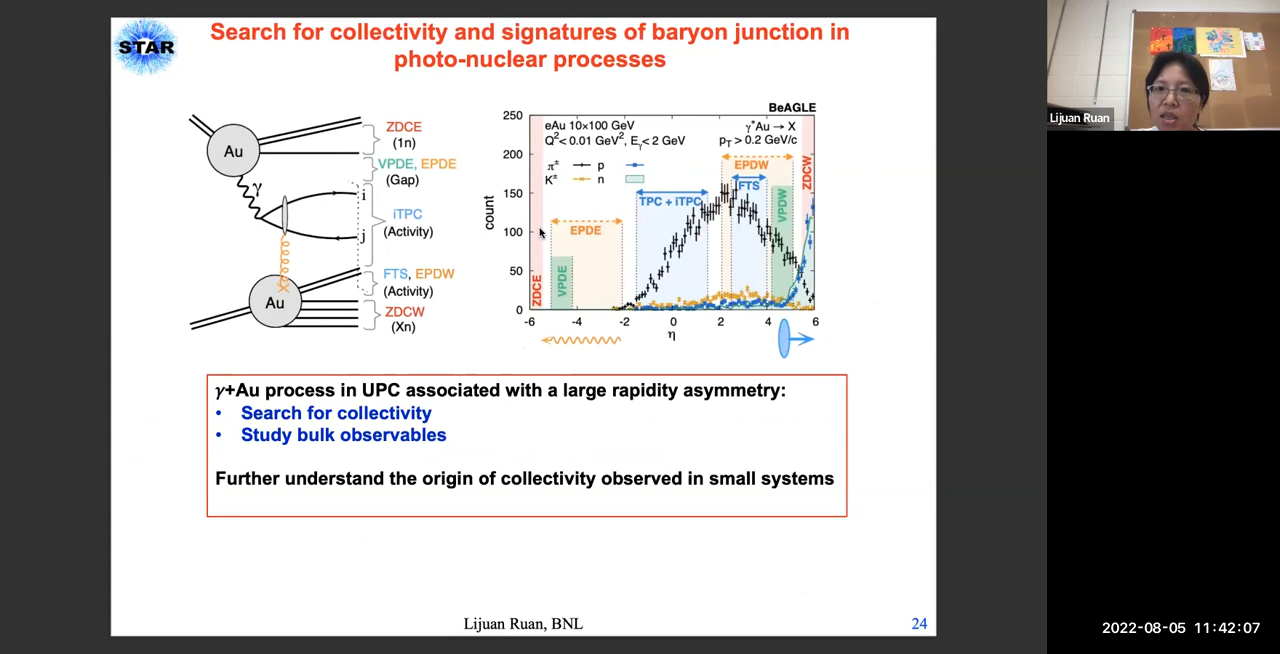 STAR
Search for collectivity and signatures of baryon junction in
photo-nuclear processes
Au
γ
i
j
Au
ZDCE
(1n)
VPDE, EPDE
(Gap)
iTPC
(Activity)
FTS, EPDW
(Activity)
ZDCW
(Xn)
BeAGLE
eAu 10×100 GeV
Q²<0.01 GeV², Eγ<2 GeV
γ*Au → X
pT>0.2 GeV/c
π± p
K± n
count
250
200
150
100
50
0
ZDCE
VPDE
EPDE
TPC + iTPC
EPDW
FTS
VPDW
ZDCW
-6 -4 -2 0 2 4 6
η
γ+Au process in UPC associated with a large rapidity asymmetry:
• Search for collectivity
• Study bulk observables
Further understand the origin of collectivity observed in small systems
Lijuan Ruan, BNL
24
Lijuan Ruan
2022-08-05 11:42:07